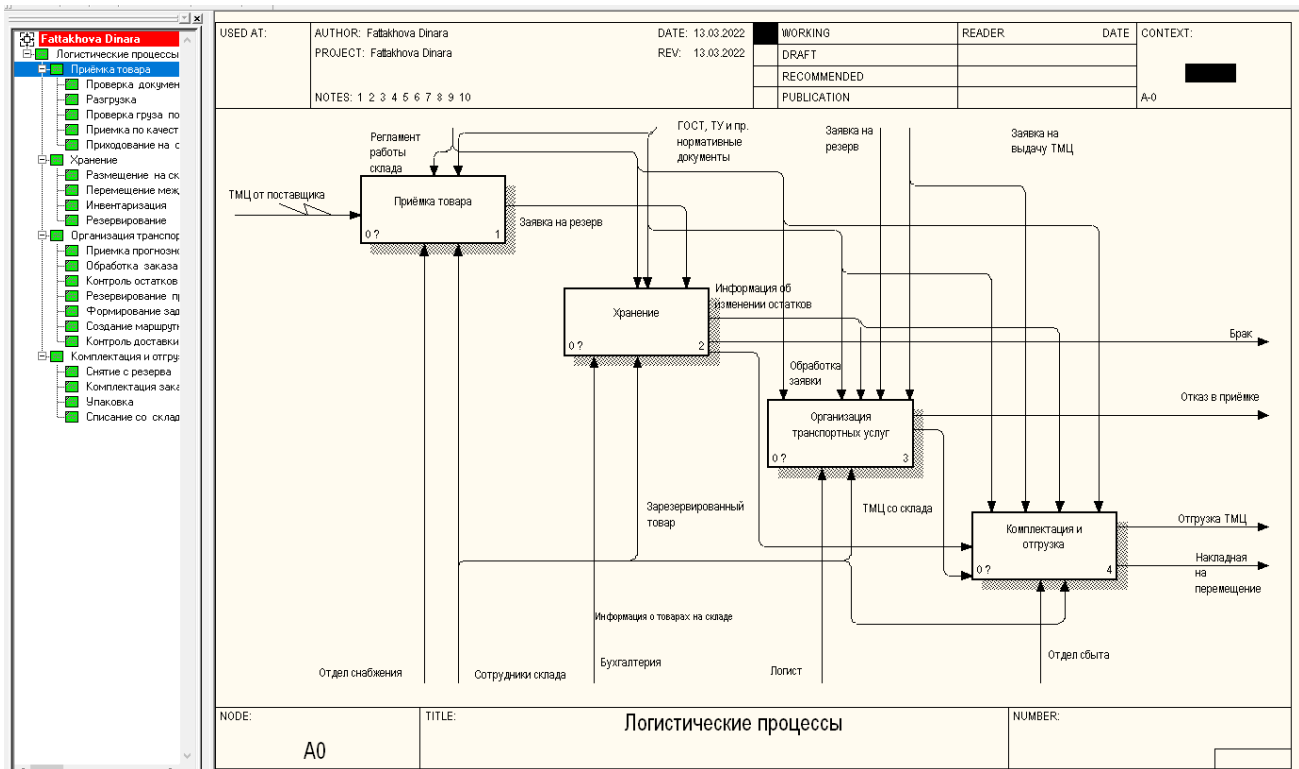 Fattakhova Dinara
Логистические процессы
Приёмка товара
Проверка докумен
Разгрузка
Проверка груза по
Приемка по качест
Приходование на с
Хранение
Размещение на ск
Перемещение меж
Инвентаризация
Резервирование
Организация транспор
Приемка прогнозно
Обработка заказа
Контроль остатков
Резервирование п
Формирование зад
Создание маршрутн
Контроль доставки
Комплектация и отгру
Снятие с резерва
Комплектация зака
Упаковка
Списание со склад
USED AT:
AUTHOR: Fattakhova Dinara
DATE: 13.03.2022
PROJECT: Fattakhova Dinara
REV: 13.03.2022
NOTES: 1 2 3 4 5 6 7 8 9 10
WORKING
DRAFT
RECOMMENDED
PUBLICATION
READER
DATE
CONTEXT:
A-0
Регламент
работы
склада
ГОСТ, ТУ и пр.
нормативные
документы
Заявка на
резерв
Заявка на
выдачу ТМЦ
ТМЦ от поставщика
Приёмка товара
0 ? 1
Заявка на резерв
Информация об
изменении остатков
Хранение
0 ? 2
Брак
Обработка
заявки
Отказ в приёмке
Организация
транспортных услуг
0 ? 3
Зарезервированный
товар
ТМЦ со склада
Отгрузка ТМЦ
Комплектация и
отгрузка
0 ? 4
Накладная
на
перемещение
Информация о товарах на складе
Отдел снабжения
Сотрудники склада
Бухгалтерия
Логист
Отдел сбыта
NODE:
A0
TITLE:
Логистические процессы
NUMBER: